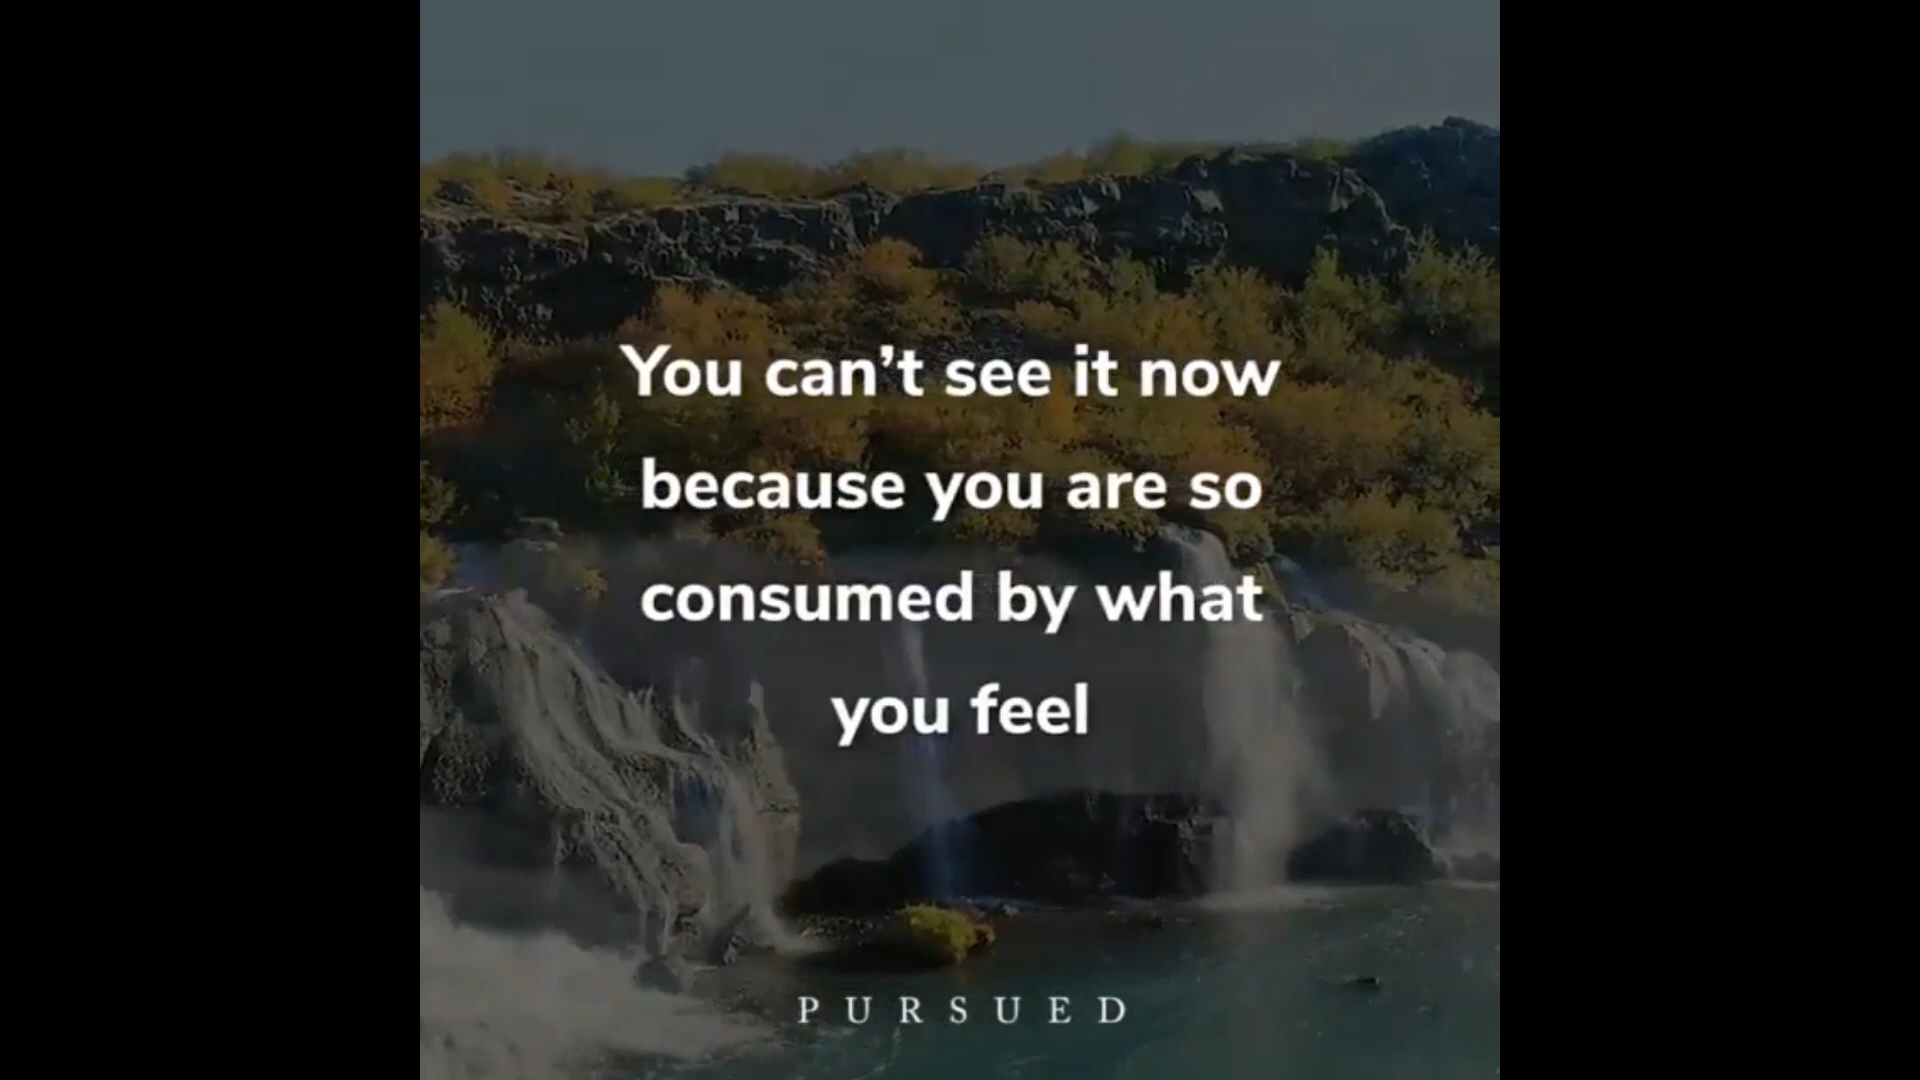 You can’t see it now
because you are so
consumed by what
you feel
PURSUED